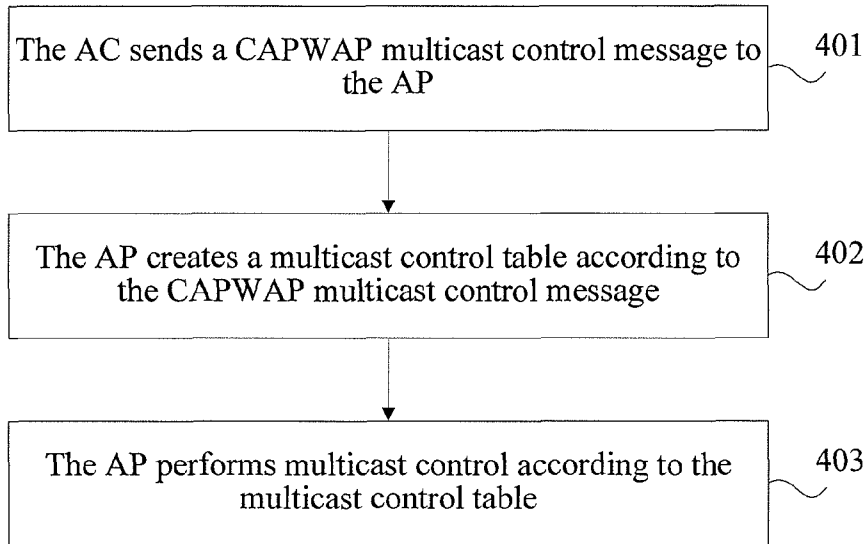 The AC sends a CAPWAP multicast control message to
the AP
401
The AP creates a multicast control table according to
the CAPWAP multicast control message
402
The AP performs multicast control according to the
multicast control table
403